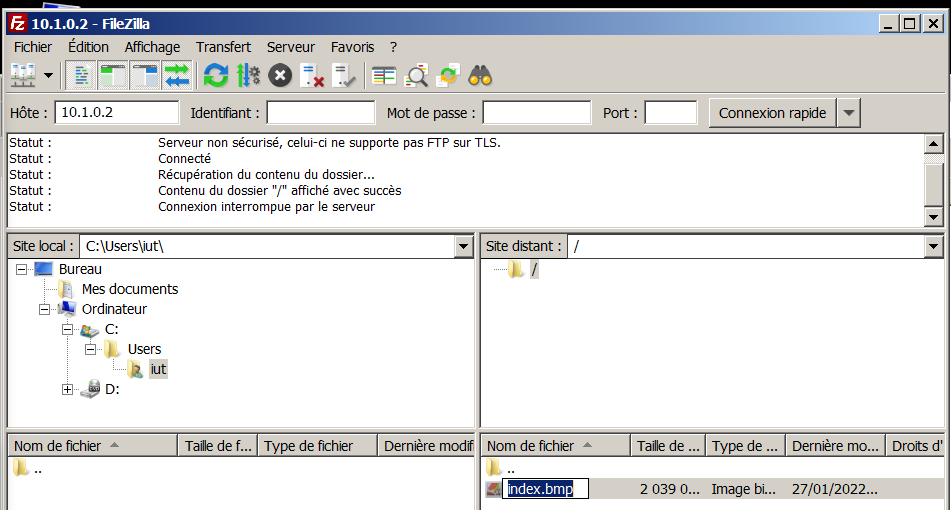 10.1.0.2 - FileZilla
Fichier Édition Affichage Transfert Serveur Favoris ?
Hôte : 10.1.0.2 Identifiant : Mot de passe : Port : Connexion rapide
Statut : Serveur non sécurisé, celui-ci ne supporte pas FTP sur TLS.
Statut : Connecté
Statut : Récupération du contenu du dossier...
Statut : Contenu du dossier "/" affiché avec succès
Statut : Connexion interrompue par le serveur
Site local : C:\Users\iut\
Bureau
Mes documents
Ordinateur
C:
Users
iut
D:
Site distant : /
/
Nom de fichier Taille de f... Type de fichier Dernière modifi
..
Nom de fichier Taille de ... Type de ... Dernière mo... Droits d'
..
index.bmp 2 039 0... Image bi... 27/01/2022...